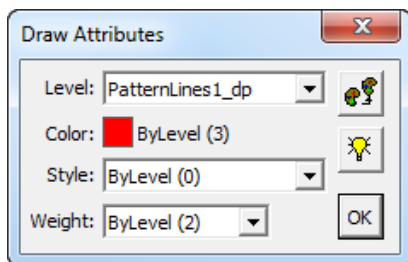 Draw Attributes
Level: PatternLines1_dp
Color: ByLevel (3)
Style: ByLevel (0)
Weight: ByLevel (2)
OK